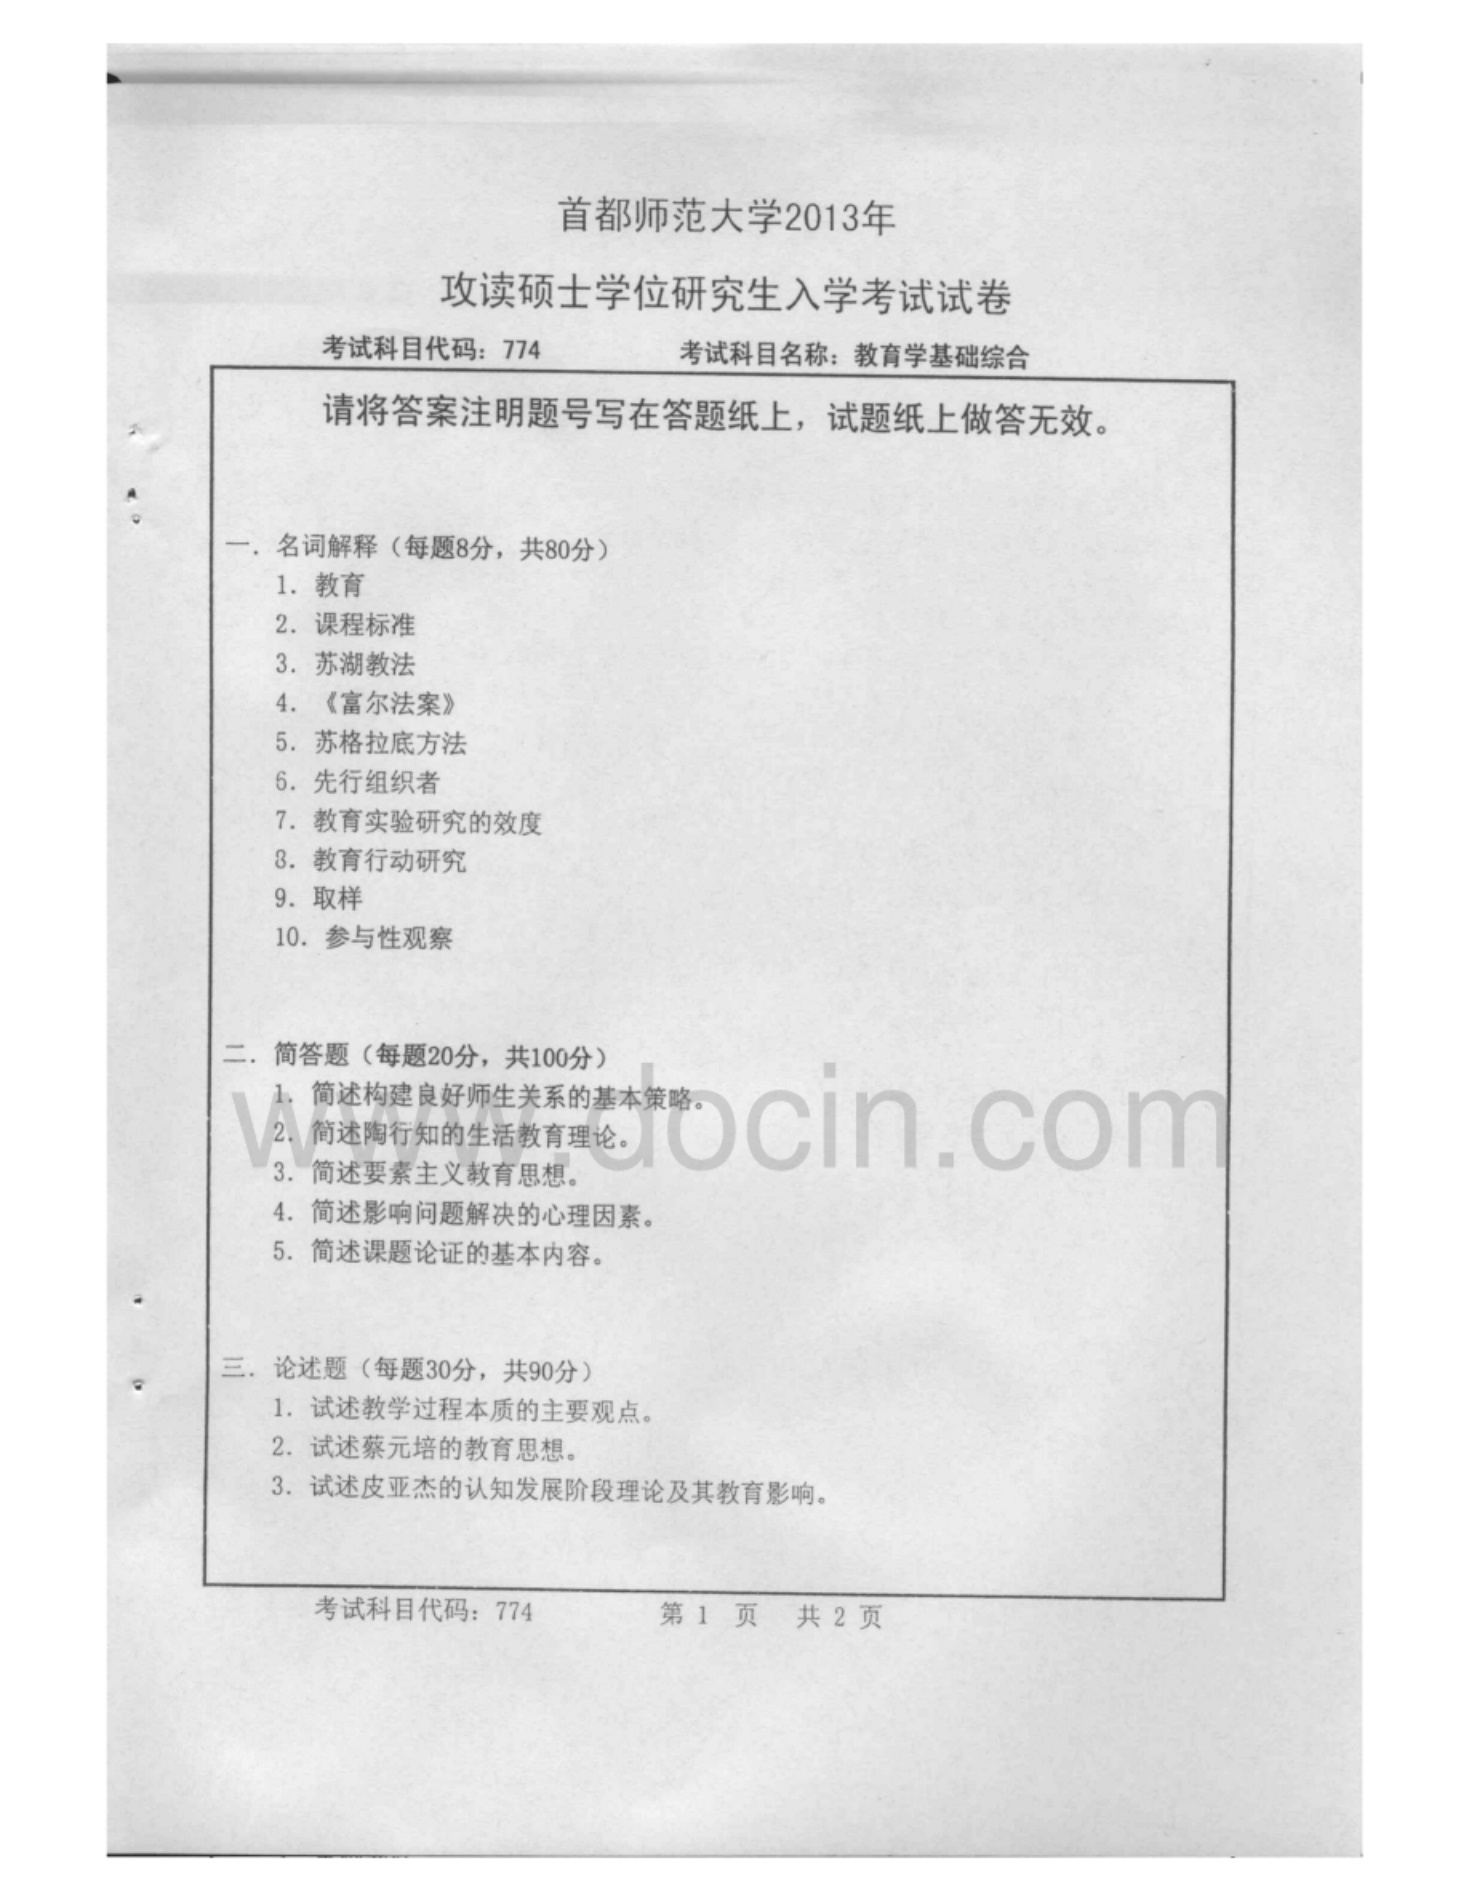 首都师范大学2013年
攻读硕士学位研究生入学考试试卷
考试科目代码：774 考试科目名称：教育学基础综合
请将答案注明题号写在答题纸上，试题纸上做答无效。
一．名词解释（每题8分，共80分）
1．教育
2．课程标准
3．苏湖教法
4．《富尔法案》
5．苏格拉底方法
6．先行组织者
7．教育实验研究的效度
8．教育行动研究
9．取样
10．参与性观察
二．简答题（每题20分，共100分）
1．简述构建良好师生关系的基本策略。
www.docin.com
2．简述陶行知的生活教育理论。
3．简述要素主义教育思想。
4．简述影响问题解决的心理因素。
5．简述课题论证的基本内容。
三．论述题（每题30分，共90分）
1．试述教学过程本质的主要观点。
2．试述蔡元培的教育思想。
3．试述皮亚杰的认知发展阶段理论及其教育影响。
考试科目代码：774 第 1 页 共 2 页